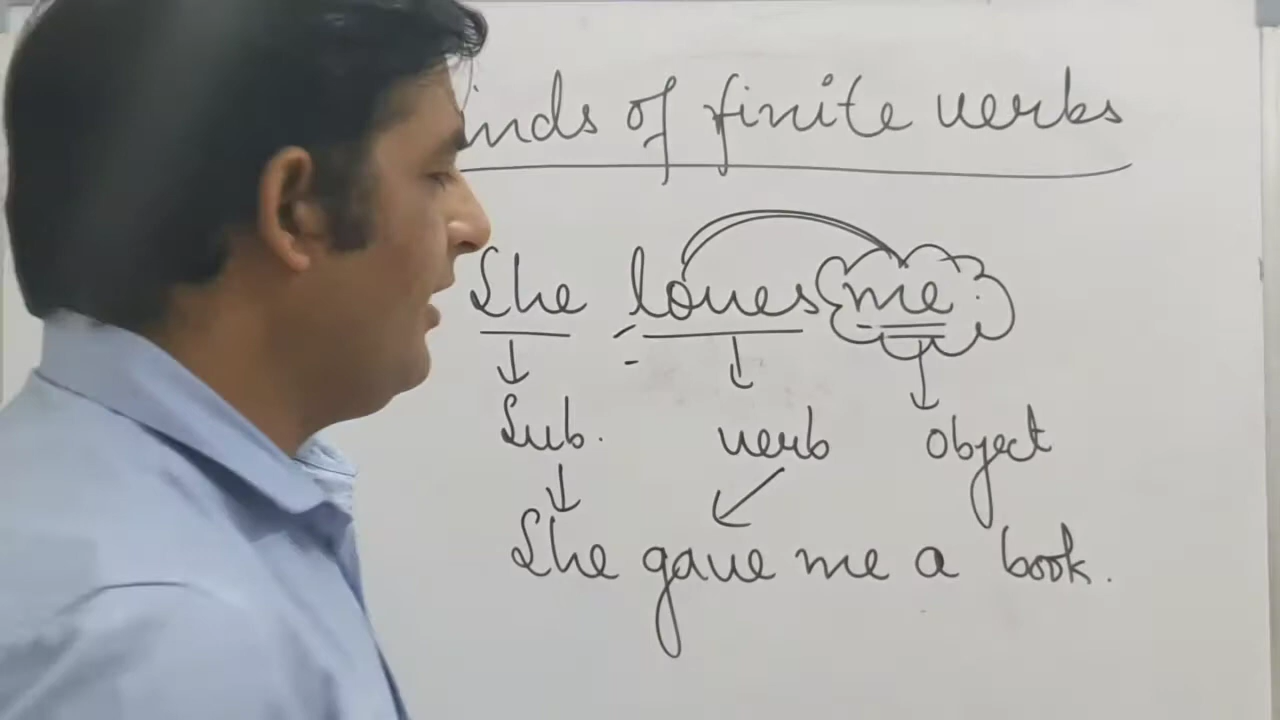 inds of finite verbs
She loves me.
Sub. verb object
She gave me a book.